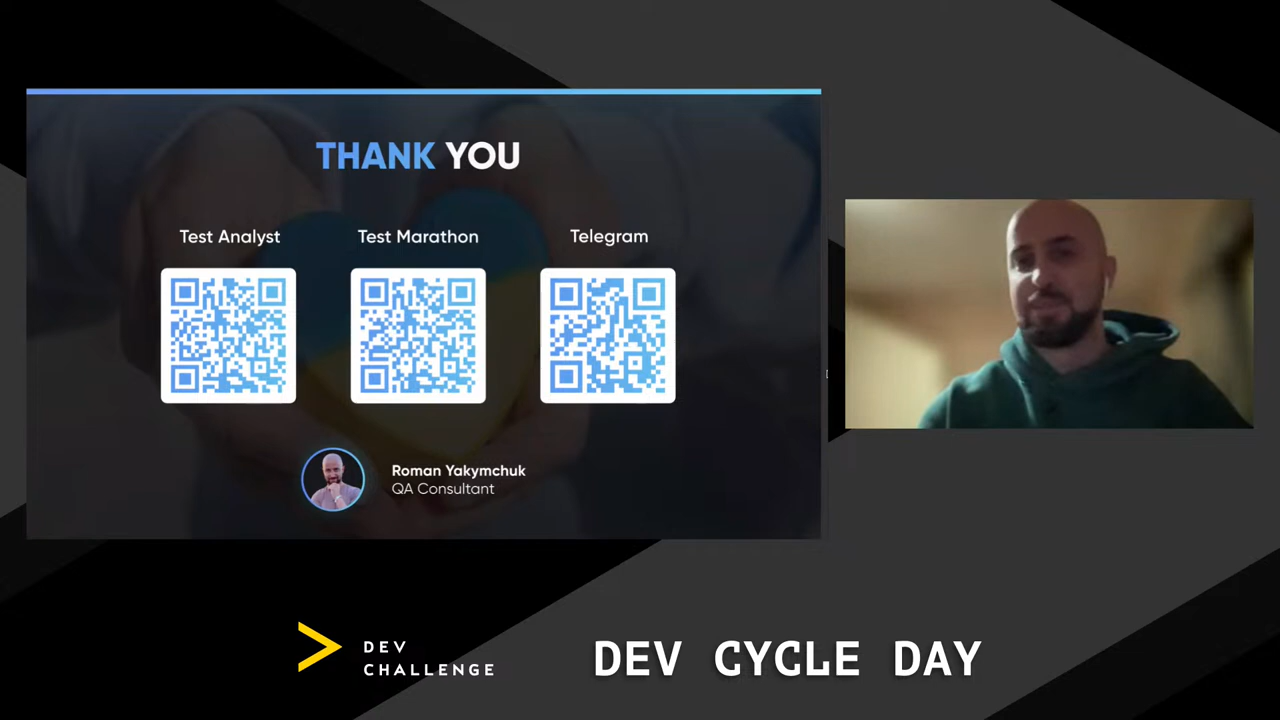 THANK YOU
Test Analyst
Test Marathon
Telegram
Roman Yakymchuk
QA Consultant
DEV
CHALLENGE
DEV CYCLE DAY